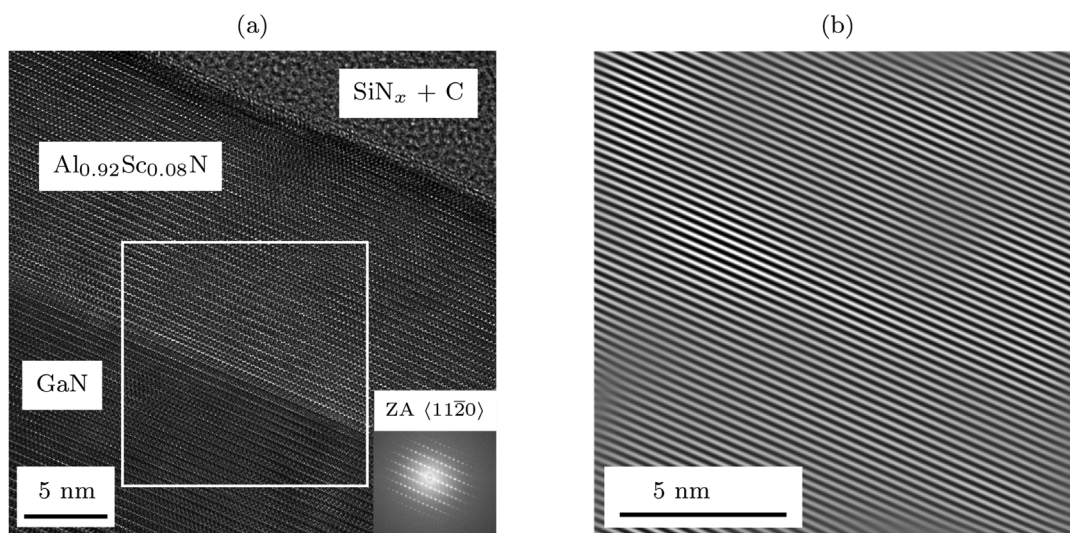 (a)
(b)
SiNₓ + C
Al₀.₉₂Sc₀.₀₈N
GaN
ZA ⟨112̅0⟩
5 nm
5 nm